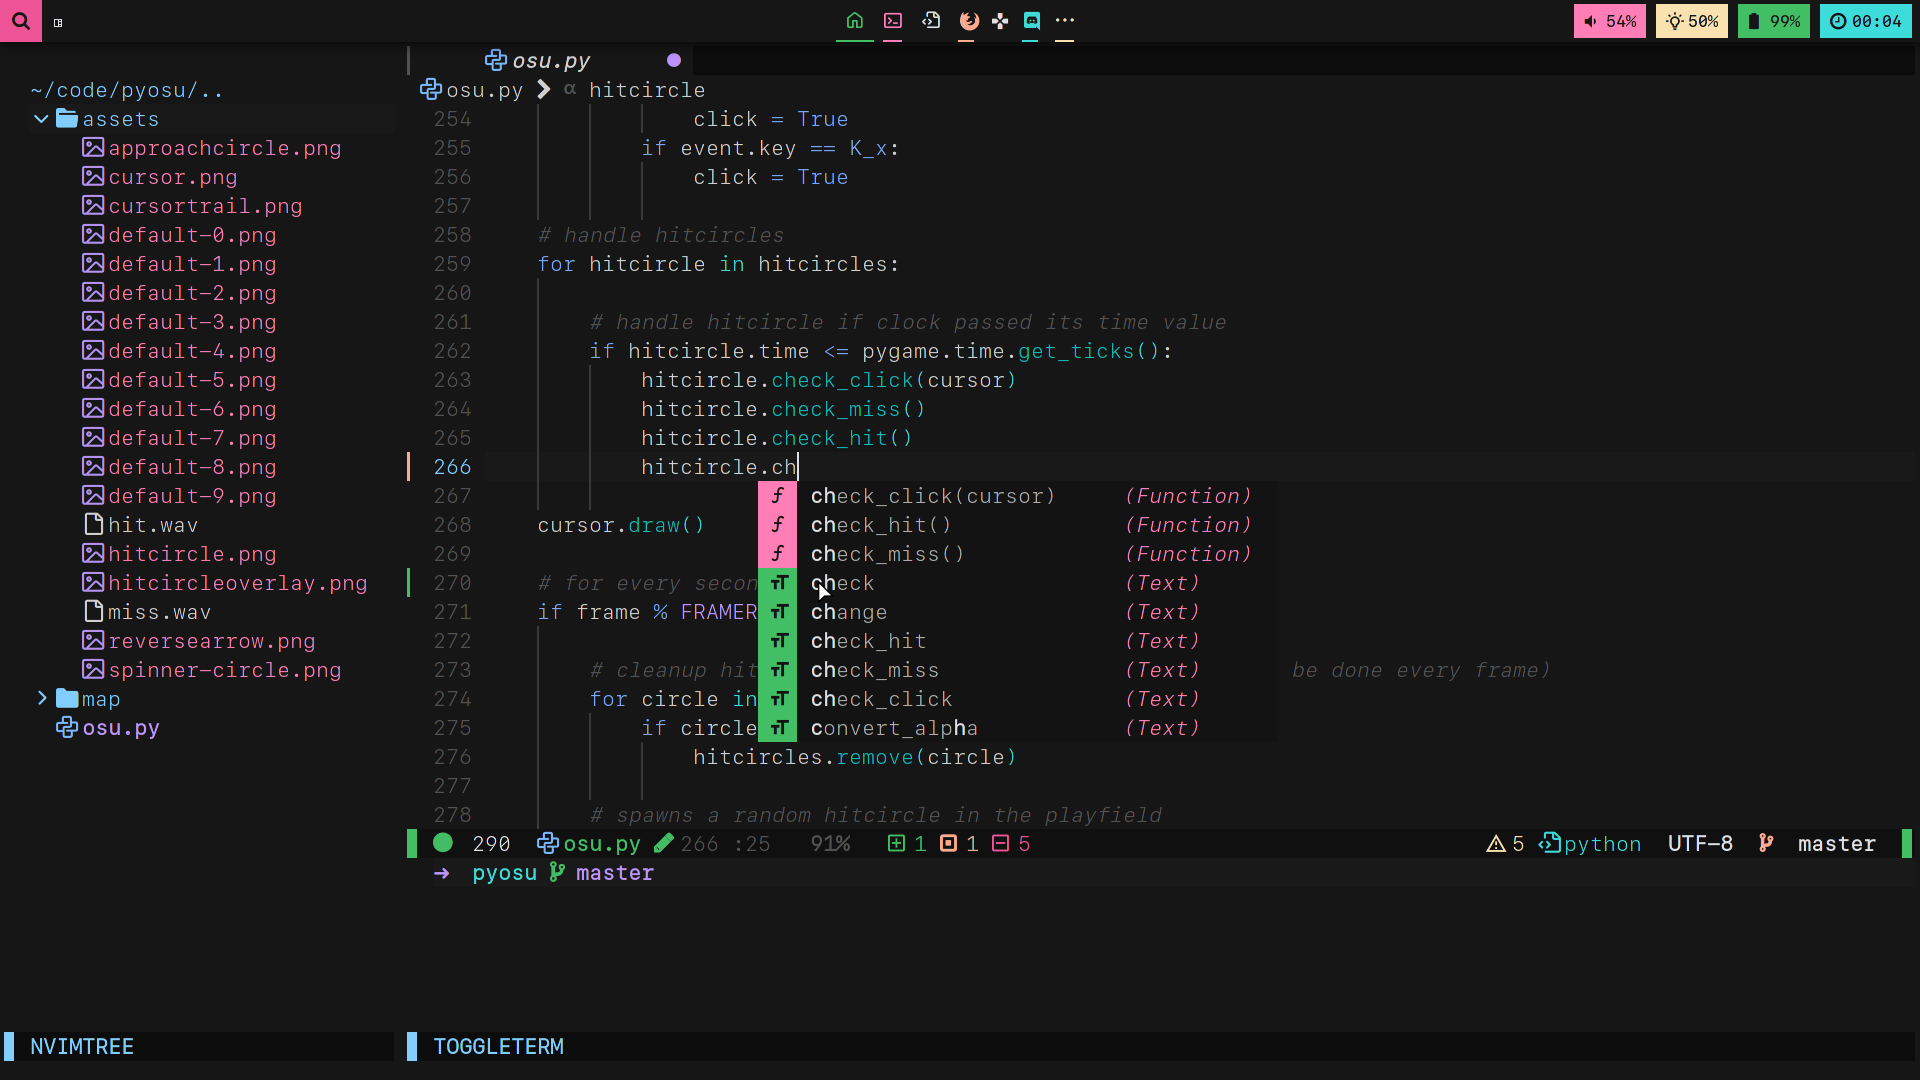 54%
50%
99%
00:04
osu.py
~/code/pyosu/..
assets
approachcircle.png
cursor.png
cursortrail.png
default-0.png
default-1.png
default-2.png
default-3.png
default-4.png
default-5.png
default-6.png
default-7.png
default-8.png
default-9.png
hit.wav
hitcircle.png
hitcircleoverlay.png
miss.wav
reversearrow.png
spinner-circle.png
map
osu.py
osu.py ❯ α hitcircle
254 click = True
255 if event.key == K_x:
256 click = True
257
258 # handle hitcircles
259 for hitcircle in hitcircles:
260
261 # handle hitcircle if clock passed its time value
262 if hitcircle.time <= pygame.time.get_ticks():
263 hitcircle.check_click(cursor)
264 hitcircle.check_miss()
265 hitcircle.check_hit()
266 hitcircle.ch
267 ƒ check_click(cursor) (Function)
268 cursor.draw() ƒ check_hit() (Function)
269 ƒ check_miss() (Function)
270 # for every secon TT check (Text)
271 if frame % FRAMER TT change (Text)
272 TT check_hit (Text)
273 # cleanup hit TT check_miss (Text) be done every frame)
274 for circle in TT check_click (Text)
275 if circle TT convert_alpha (Text)
276 hitcircles.remove(circle)
277
278 # spawns a random hitcircle in the playfield
290 osu.py 266 :25 91% 1 1 5 5 python UTF-8 master
→ pyosu master
NVIMTREE
TOGGLETERM